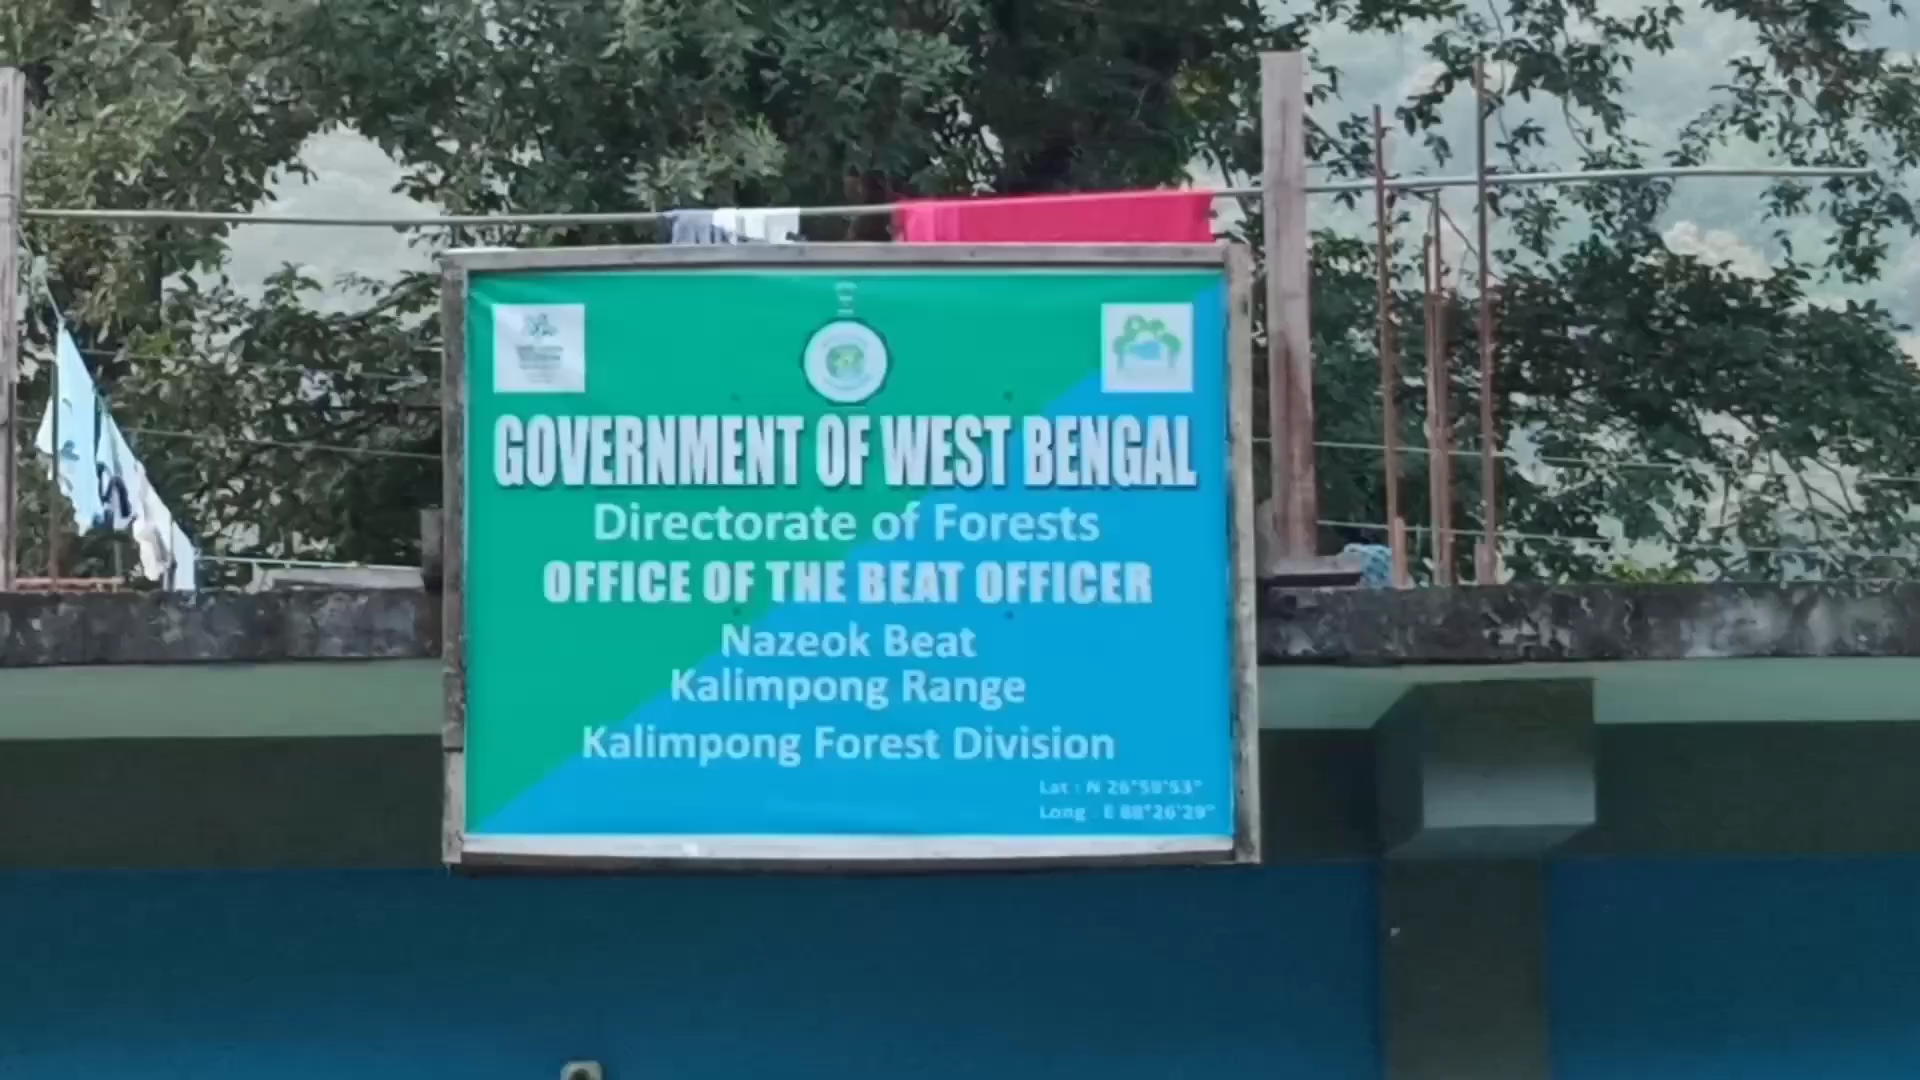 GOVERNMENT OF WEST BENGAL
Directorate of Forests
OFFICE OF THE BEAT OFFICER
Nazeok Beat
Kalimpong Range
Kalimpong Forest Division
Lat : N 26°58'53"
Long : E 88°26'29"